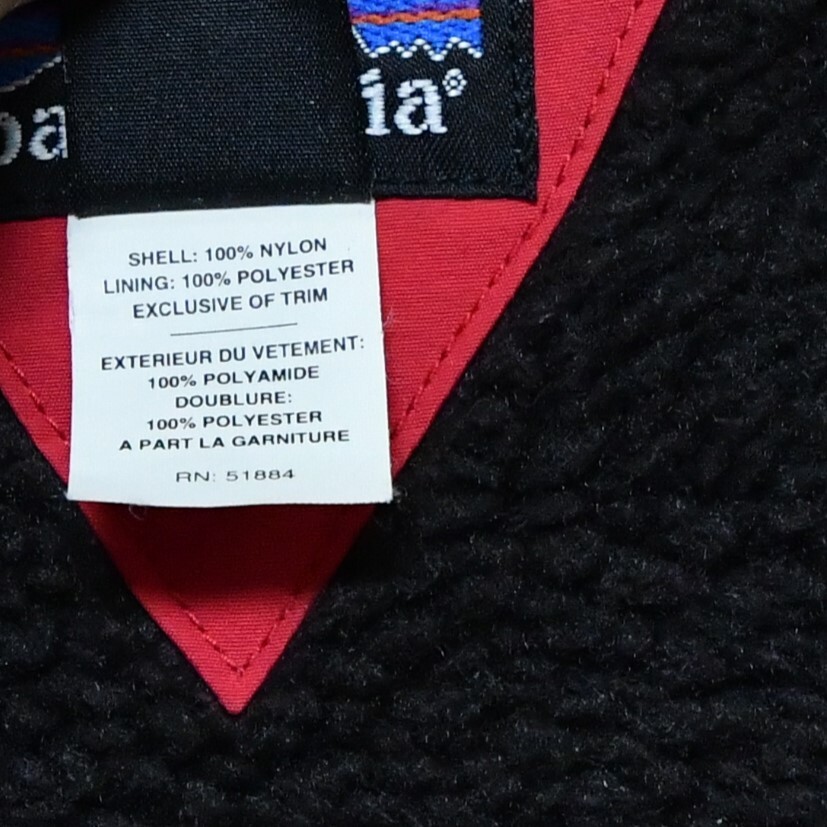 pa ia®
SHELL: 100% NYLON
LINING: 100% POLYESTER
EXCLUSIVE OF TRIM
EXTERIEUR DU VETEMENT:
100% POLYAMIDE
DOUBLURE:
100% POLYESTER
A PART LA GARNITURE
RN: 51884